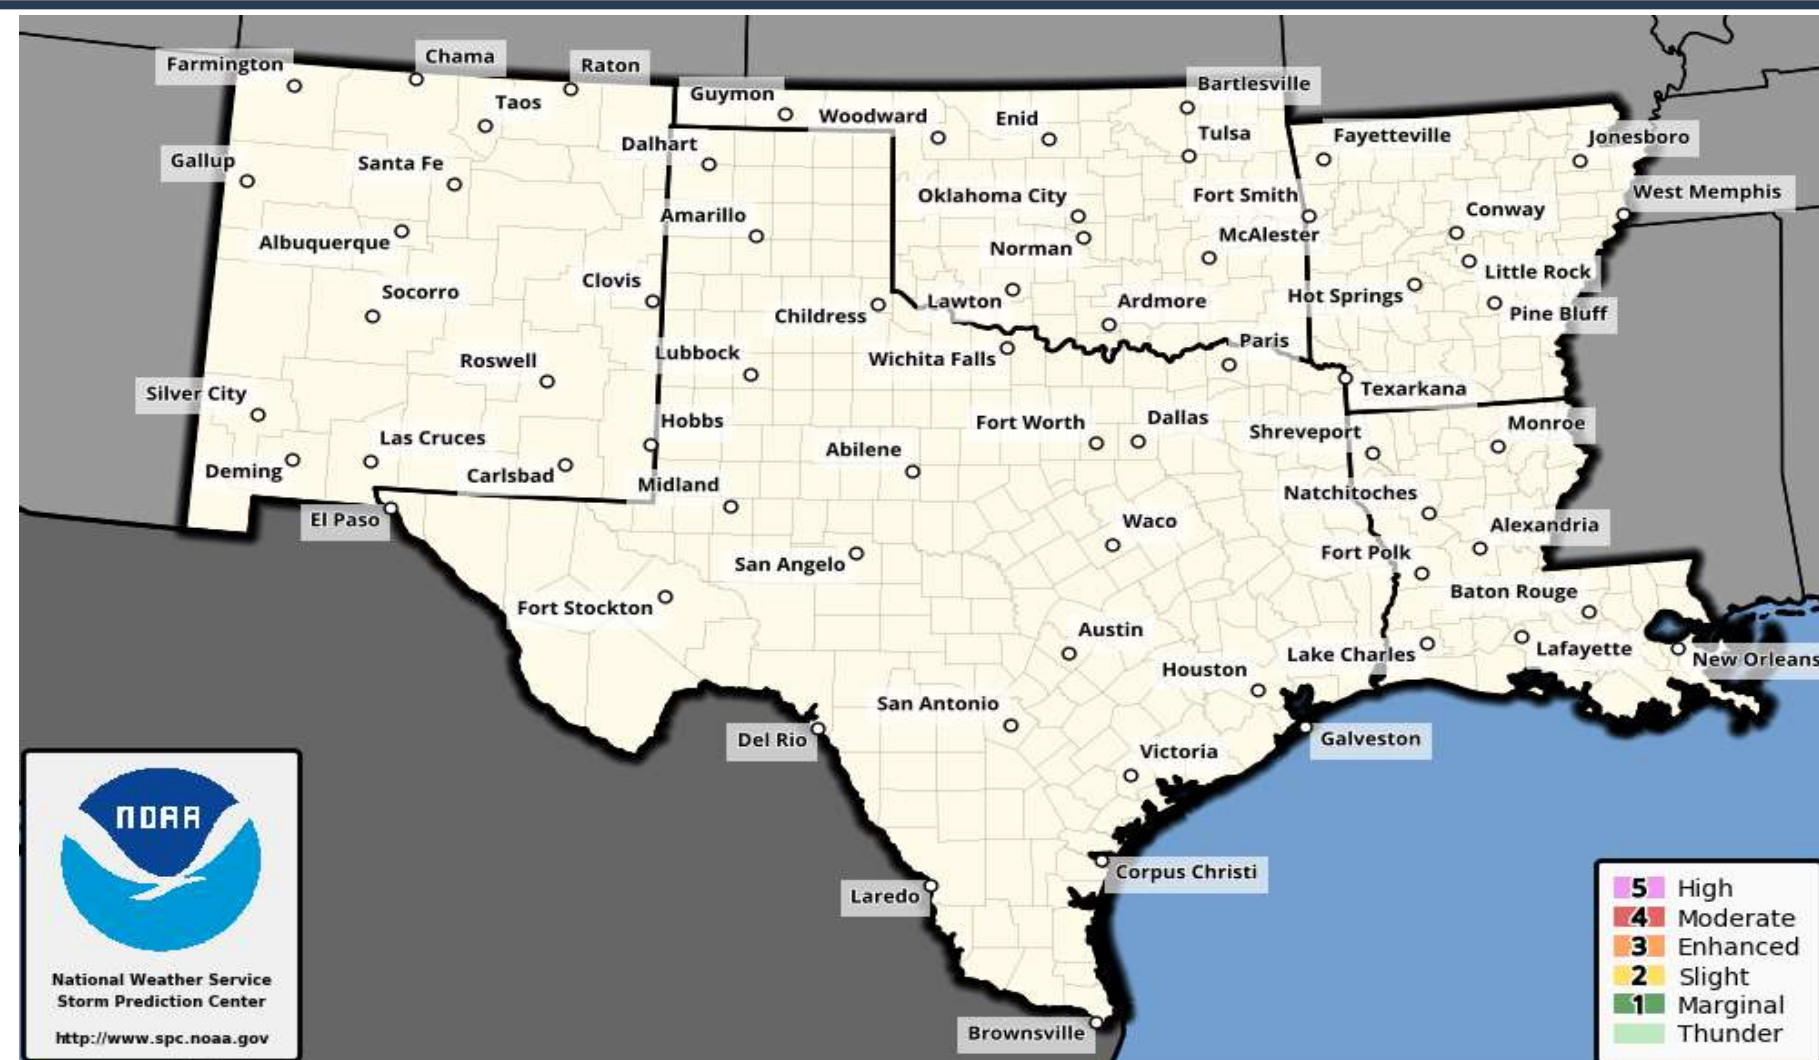 Farmington
Chama
Raton
Taos
Guymon
Woodward
Enid
Bartlesville
Tulsa
Fayetteville
Jonesboro
Gallup
Santa Fe
Dalhart
Oklahoma City
Fort Smith
Conway
West Memphis
Albuquerque
Amarillo
Norman
McAlester
Little Rock
Socorro
Clovis
Childress
Lawton
Ardmore
Hot Springs
Pine Bluff
Roswell
Lubbock
Wichita Falls
Paris
Texarkana
Silver City
Las Cruces
Hobbs
Fort Worth
Dallas
Shreveport
Monroe
Deming
Carlsbad
Midland
Abilene
Natchitoches
El Paso
San Angelo
Waco
Alexandria
Fort Polk
Fort Stockton
Baton Rouge
Austin
Houston
Lake Charles
Lafayette
New Orleans
San Antonio
Del Rio
Victoria
Galveston
Laredo
Corpus Christi
Brownsville
NOAA
National Weather Service
Storm Prediction Center
http://www.spc.noaa.gov
5 High
4 Moderate
3 Enhanced
2 Slight
1 Marginal
Thunder